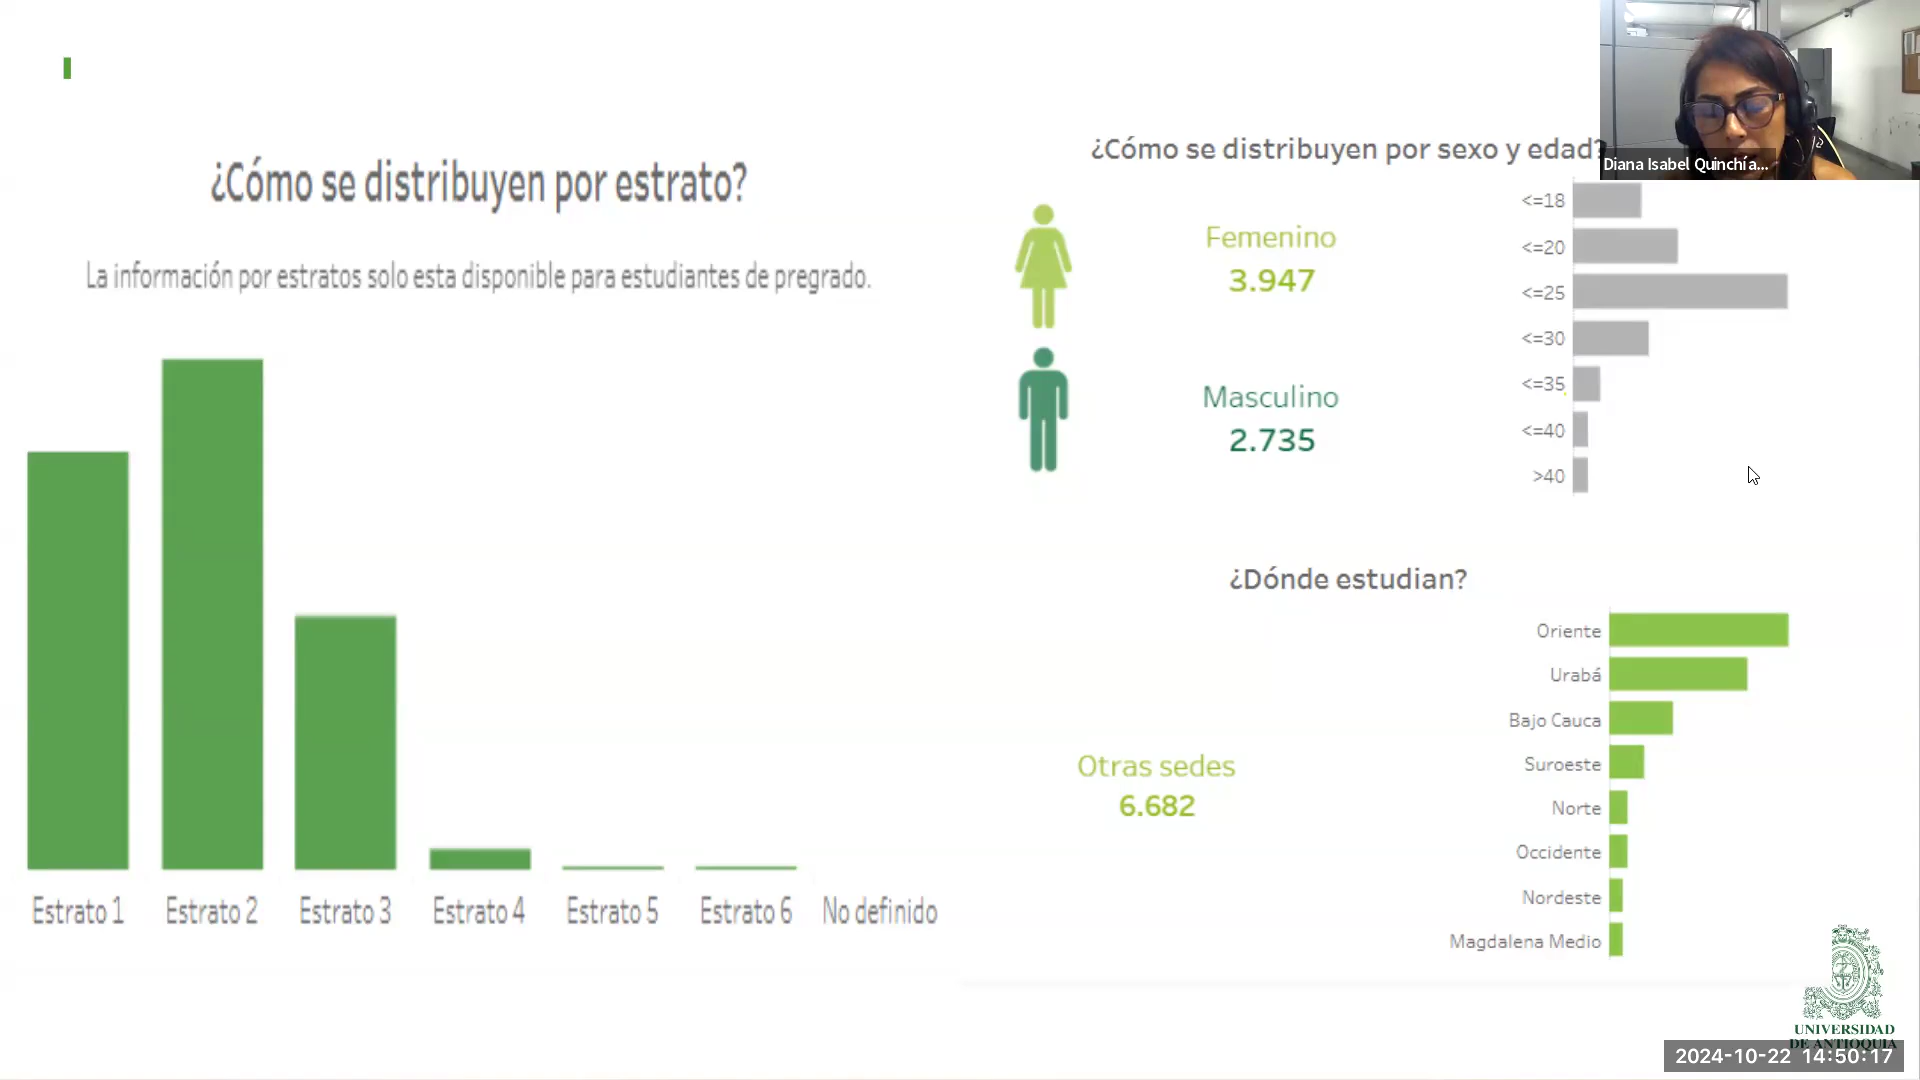 ¿Cómo se distribuyen por estrato?
La información por estratos solo esta disponible para estudiantes de pregrado.
Estrato 1
Estrato 2
Estrato 3
Estrato 4
Estrato 5
Estrato 6
No definido
¿Cómo se distribuyen por sexo y edad?
Femenino
3.947
Masculino
2.735
<=18
<=20
<=25
<=30
<=35
<=40
>40
¿Dónde estudian?
Otras sedes
6.682
Oriente
Urabá
Bajo Cauca
Suroeste
Norte
Occidente
Nordeste
Magdalena Medio
Diana Isabel Quinchía...
UNIVERSIDAD
DE ANTIOQUIA
2024-10-22 14:50:17